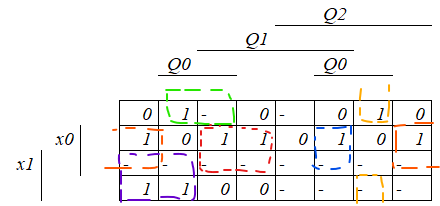 Q2
Q1
Q0 Q0
0 1 - 0 - 0 1 0
x0 1 0 1 1 0 1 0 1
x1 - - - - - - - -
1 1 0 0 - - - -